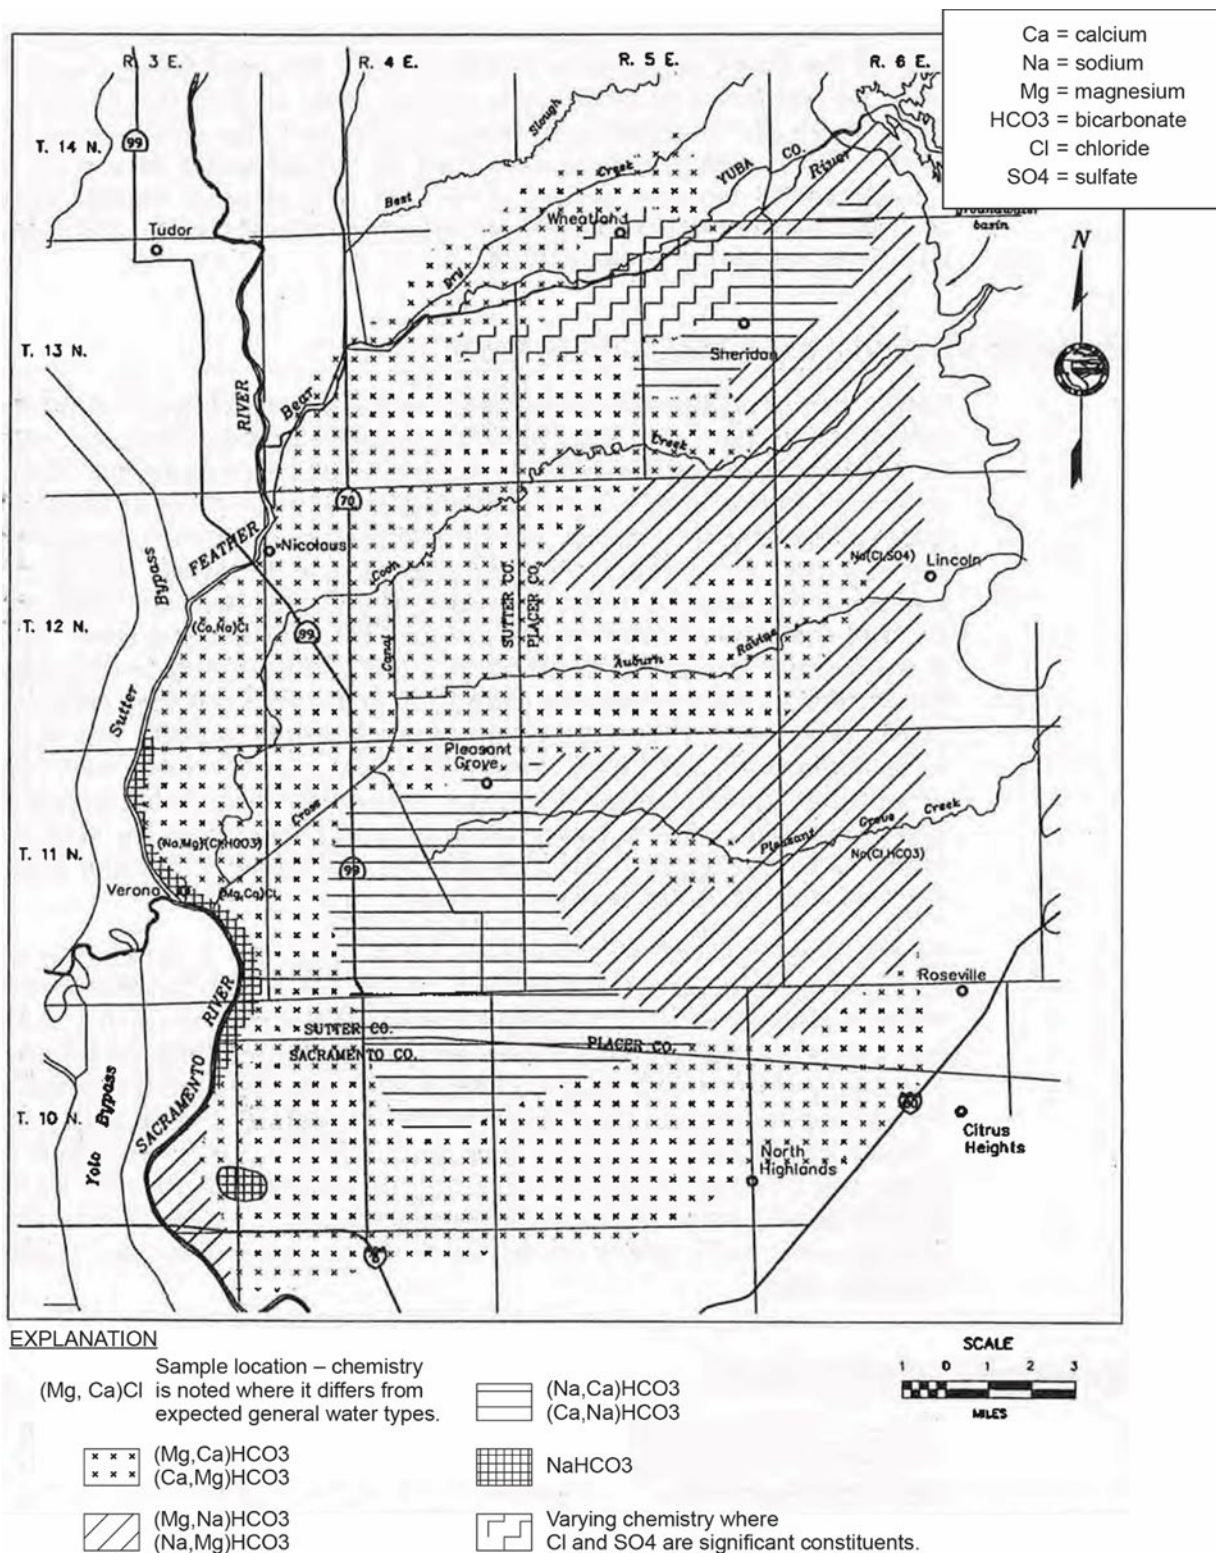 Ca = calcium
Na = sodium
Mg = magnesium
HCO3 = bicarbonate
Cl = chloride
SO4 = sulfate
R. 3 E.
R. 4 E.
R. 5 E.
R. 6 E.
T. 14 N.
99
Best
Slough
Creek
YUBA CO.
River
groundwater
basin
N
Tudor
Wheatland
Dry
T. 13 N.
Sheridan
RIVER
Bear
Creek
70
Bypass
FEATHER
Nicolaus
Coon
SUTTER CO.
PLACER CO.
Na(Cl,SO4)
Lincoln
T. 12 N.
(Ca,Na)Cl
99
Canal
Auburn
Ravine
Sutter
Pleasant
Grove
Cross
Pleasant
Grove
Creek
T. 11 N.
(Na,Mg)(Cl,HCO3)
Na(Cl,HCO3)
99
Verona
(Mg,Ca)Cl
Roseville
RIVER
SUTTER CO.
SACRAMENTO CO.
PLACER CO.
SACRAMENTO
T. 10 N.
Bypass
Yolo
80
Citrus
Heights
North
Highlands
EXPLANATION
(Mg, Ca)Cl
Sample location – chemistry
is noted where it differs from
expected general water types.
(Mg,Ca)HCO3
(Ca,Mg)HCO3
(Mg,Na)HCO3
(Na,Mg)HCO3
(Na,Ca)HCO3
(Ca,Na)HCO3
NaHCO3
Varying chemistry where
Cl and SO4 are significant constituents.
SCALE
1 0 1 2 3
MILES